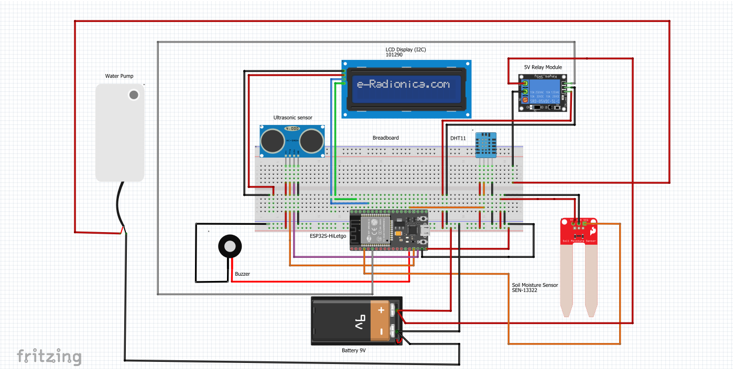 LCD Display (I2C)
101290
5V Relay Module
Water Pump
e-Radionica.com
Ultrasonic sensor
Breadboard
DHT11
ESP32S-HiLetgo
Buzzer
Soil Moisture Sensor
SEN-13322
9V
+
-
Battery 9V
fritzing